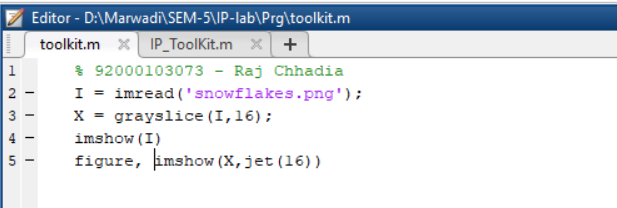 Editor - D:\Marwadi\SEM-5\IP-lab\Prg\toolkit.m
toolkit.m × IP_ToolKit.m × +
1 % 92000103073 - Raj Chhadia
2 - I = imread('snowflakes.png');
3 - X = grayslice(I,16);
4 - imshow(I)
5 - figure, imshow(X,jet(16))